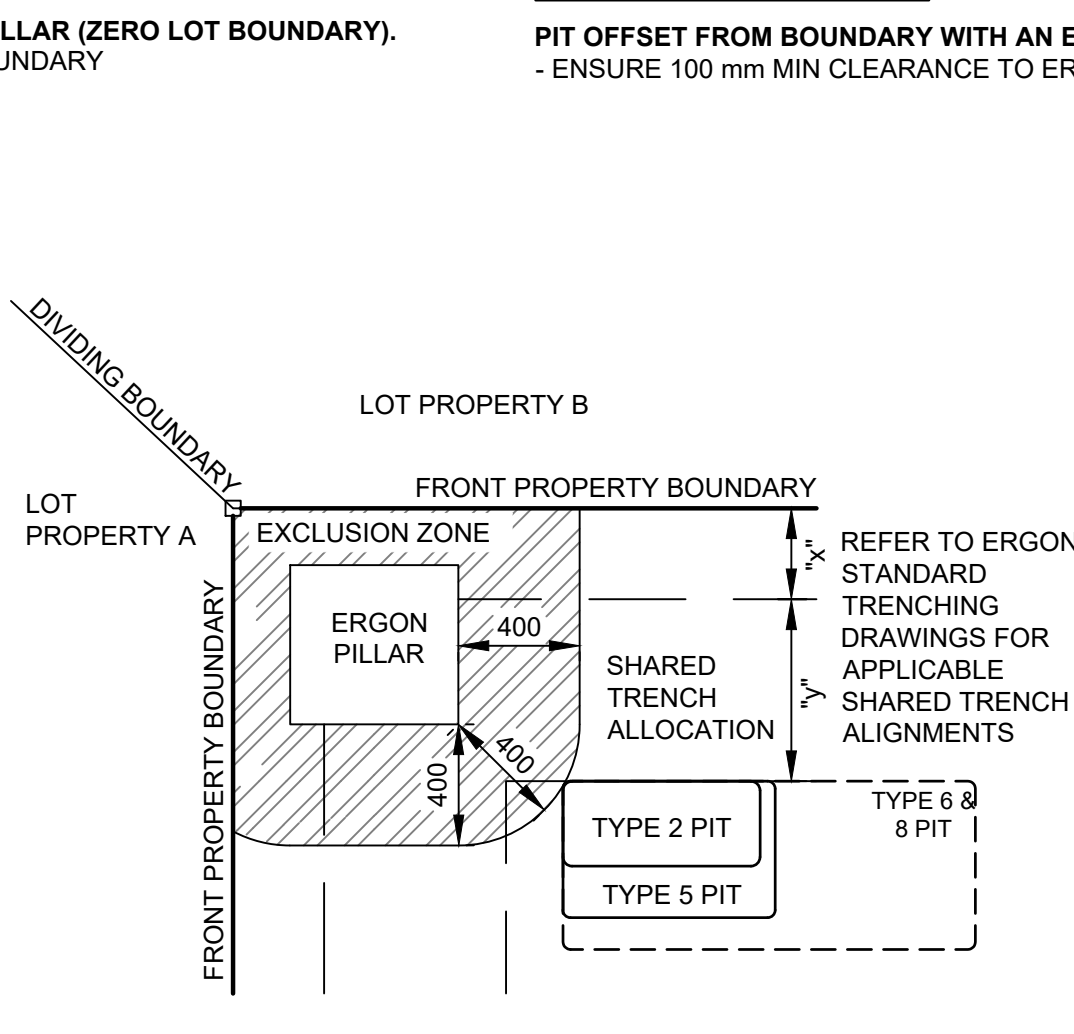 LLAR (ZERO LOT BOUNDARY).
UNDARY
PIT OFFSET FROM BOUNDARY WITH AN E
- ENSURE 100 mm MIN CLEARANCE TO ER
DIVIDING BOUNDARY
LOT PROPERTY B
LOT
PROPERTY A
FRONT PROPERTY BOUNDARY
EXCLUSION ZONE
"x"
REFER TO ERGON
STANDARD
TRENCHING
DRAWINGS FOR
APPLICABLE
SHARED TRENCH
ALIGNMENTS
ERGON
PILLAR
400
SHARED
TRENCH
ALLOCATION
"y"
400
400
FRONT PROPERTY BOUNDARY
TYPE 2 PIT
TYPE 6 &
8 PIT
TYPE 5 PIT